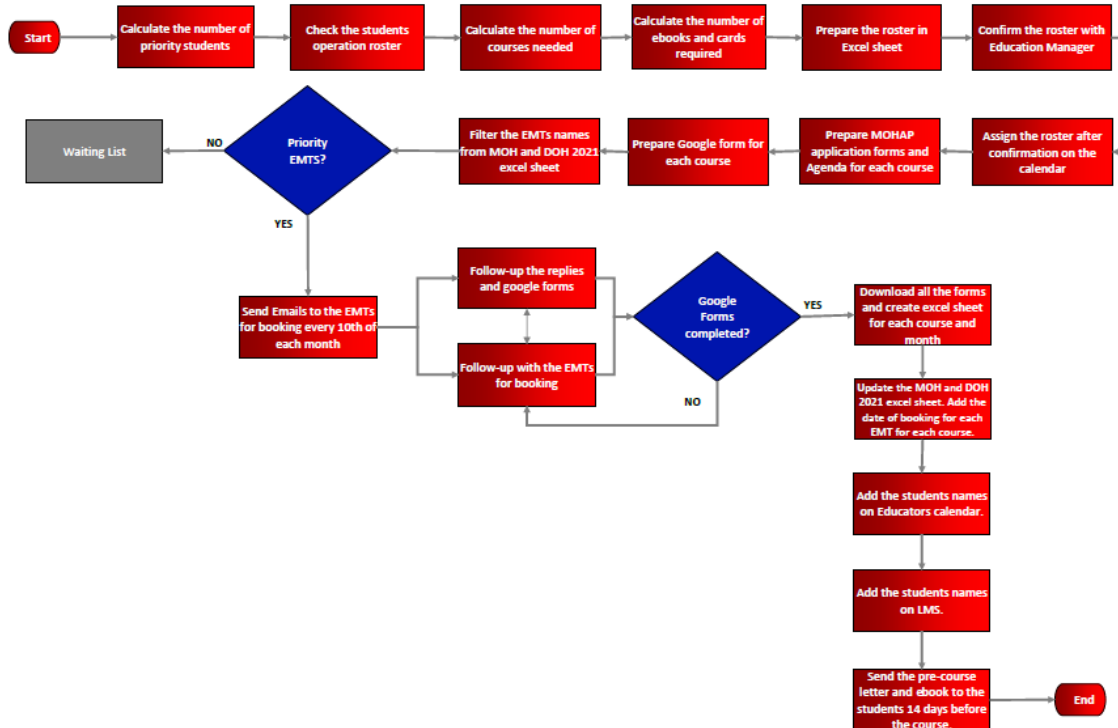 Start
Calculate the number of
priority students
Check the students
operation roster
Calculate the number of
courses needed
Calculate the number of
ebooks and cards
required
Prepare the roster in
Excel sheet
Confirm the roster with
Education Manager
Waiting List
NO
Priority
EMTS?
Filter the EMTs names
from MOH and DOH 2021
excel sheet
Prepare Google form for
each course
Prepare MOHAP
application forms and
Agenda for each course
Assign the roster after
confirmation on the
calendar
YES
Send Emails to the EMTs
for booking every 10th of
each month
Follow-up the replies
and google forms
Follow-up with the EMTs
for booking
Google
Forms
completed?
YES
NO
Download all the forms
and create excel sheet
for each course and
month
Update the MOH and DOH
2021 excel sheet. Add the
date of booking for each
EMT for each course.
Add the students names
on Educators calendar.
Add the students names
on LMS.
Send the pre-course
letter and ebook to the
students 14 days before
the course.
End